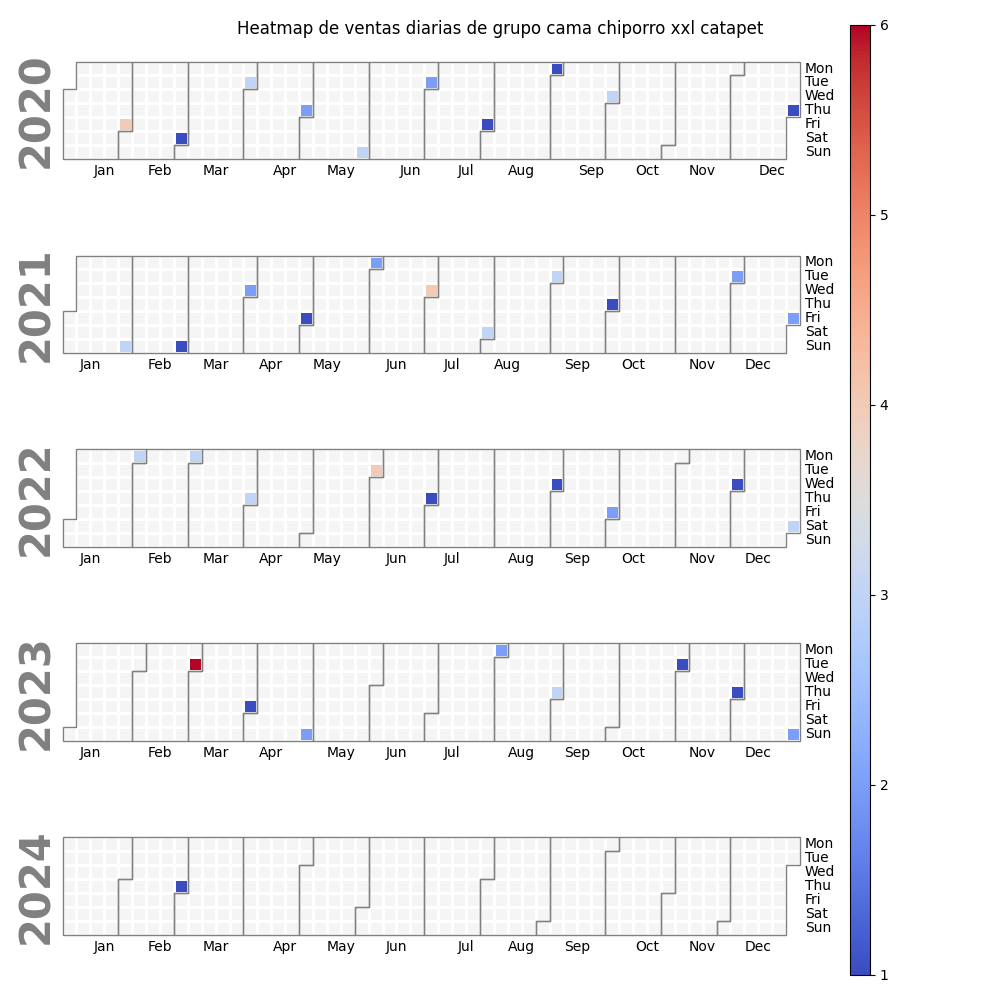 Heatmap de ventas diarias de grupo cama chiporro xxl catapet
2020
Mon
Tue
Wed
Thu
Fri
Sat
Sun
Jan Feb Mar Apr May Jun Jul Aug Sep Oct Nov Dec
2021
Mon
Tue
Wed
Thu
Fri
Sat
Sun
Jan Feb Mar Apr May Jun Jul Aug Sep Oct Nov Dec
2022
Mon
Tue
Wed
Thu
Fri
Sat
Sun
Jan Feb Mar Apr May Jun Jul Aug Sep Oct Nov Dec
2023
Mon
Tue
Wed
Thu
Fri
Sat
Sun
Jan Feb Mar Apr May Jun Jul Aug Sep Oct Nov Dec
2024
Mon
Tue
Wed
Thu
Fri
Sat
Sun
Jan Feb Mar Apr May Jun Jul Aug Sep Oct Nov Dec
6
5
4
3
2
1